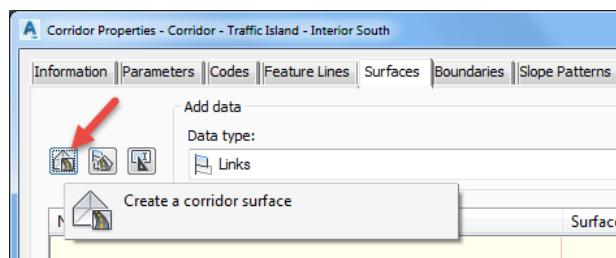 Corridor Properties - Corridor - Traffic Island - Interior South
Information Parameters Codes Feature Lines Surfaces Boundaries Slope Patterns
Add data
Data type:
Links
Create a corridor surface